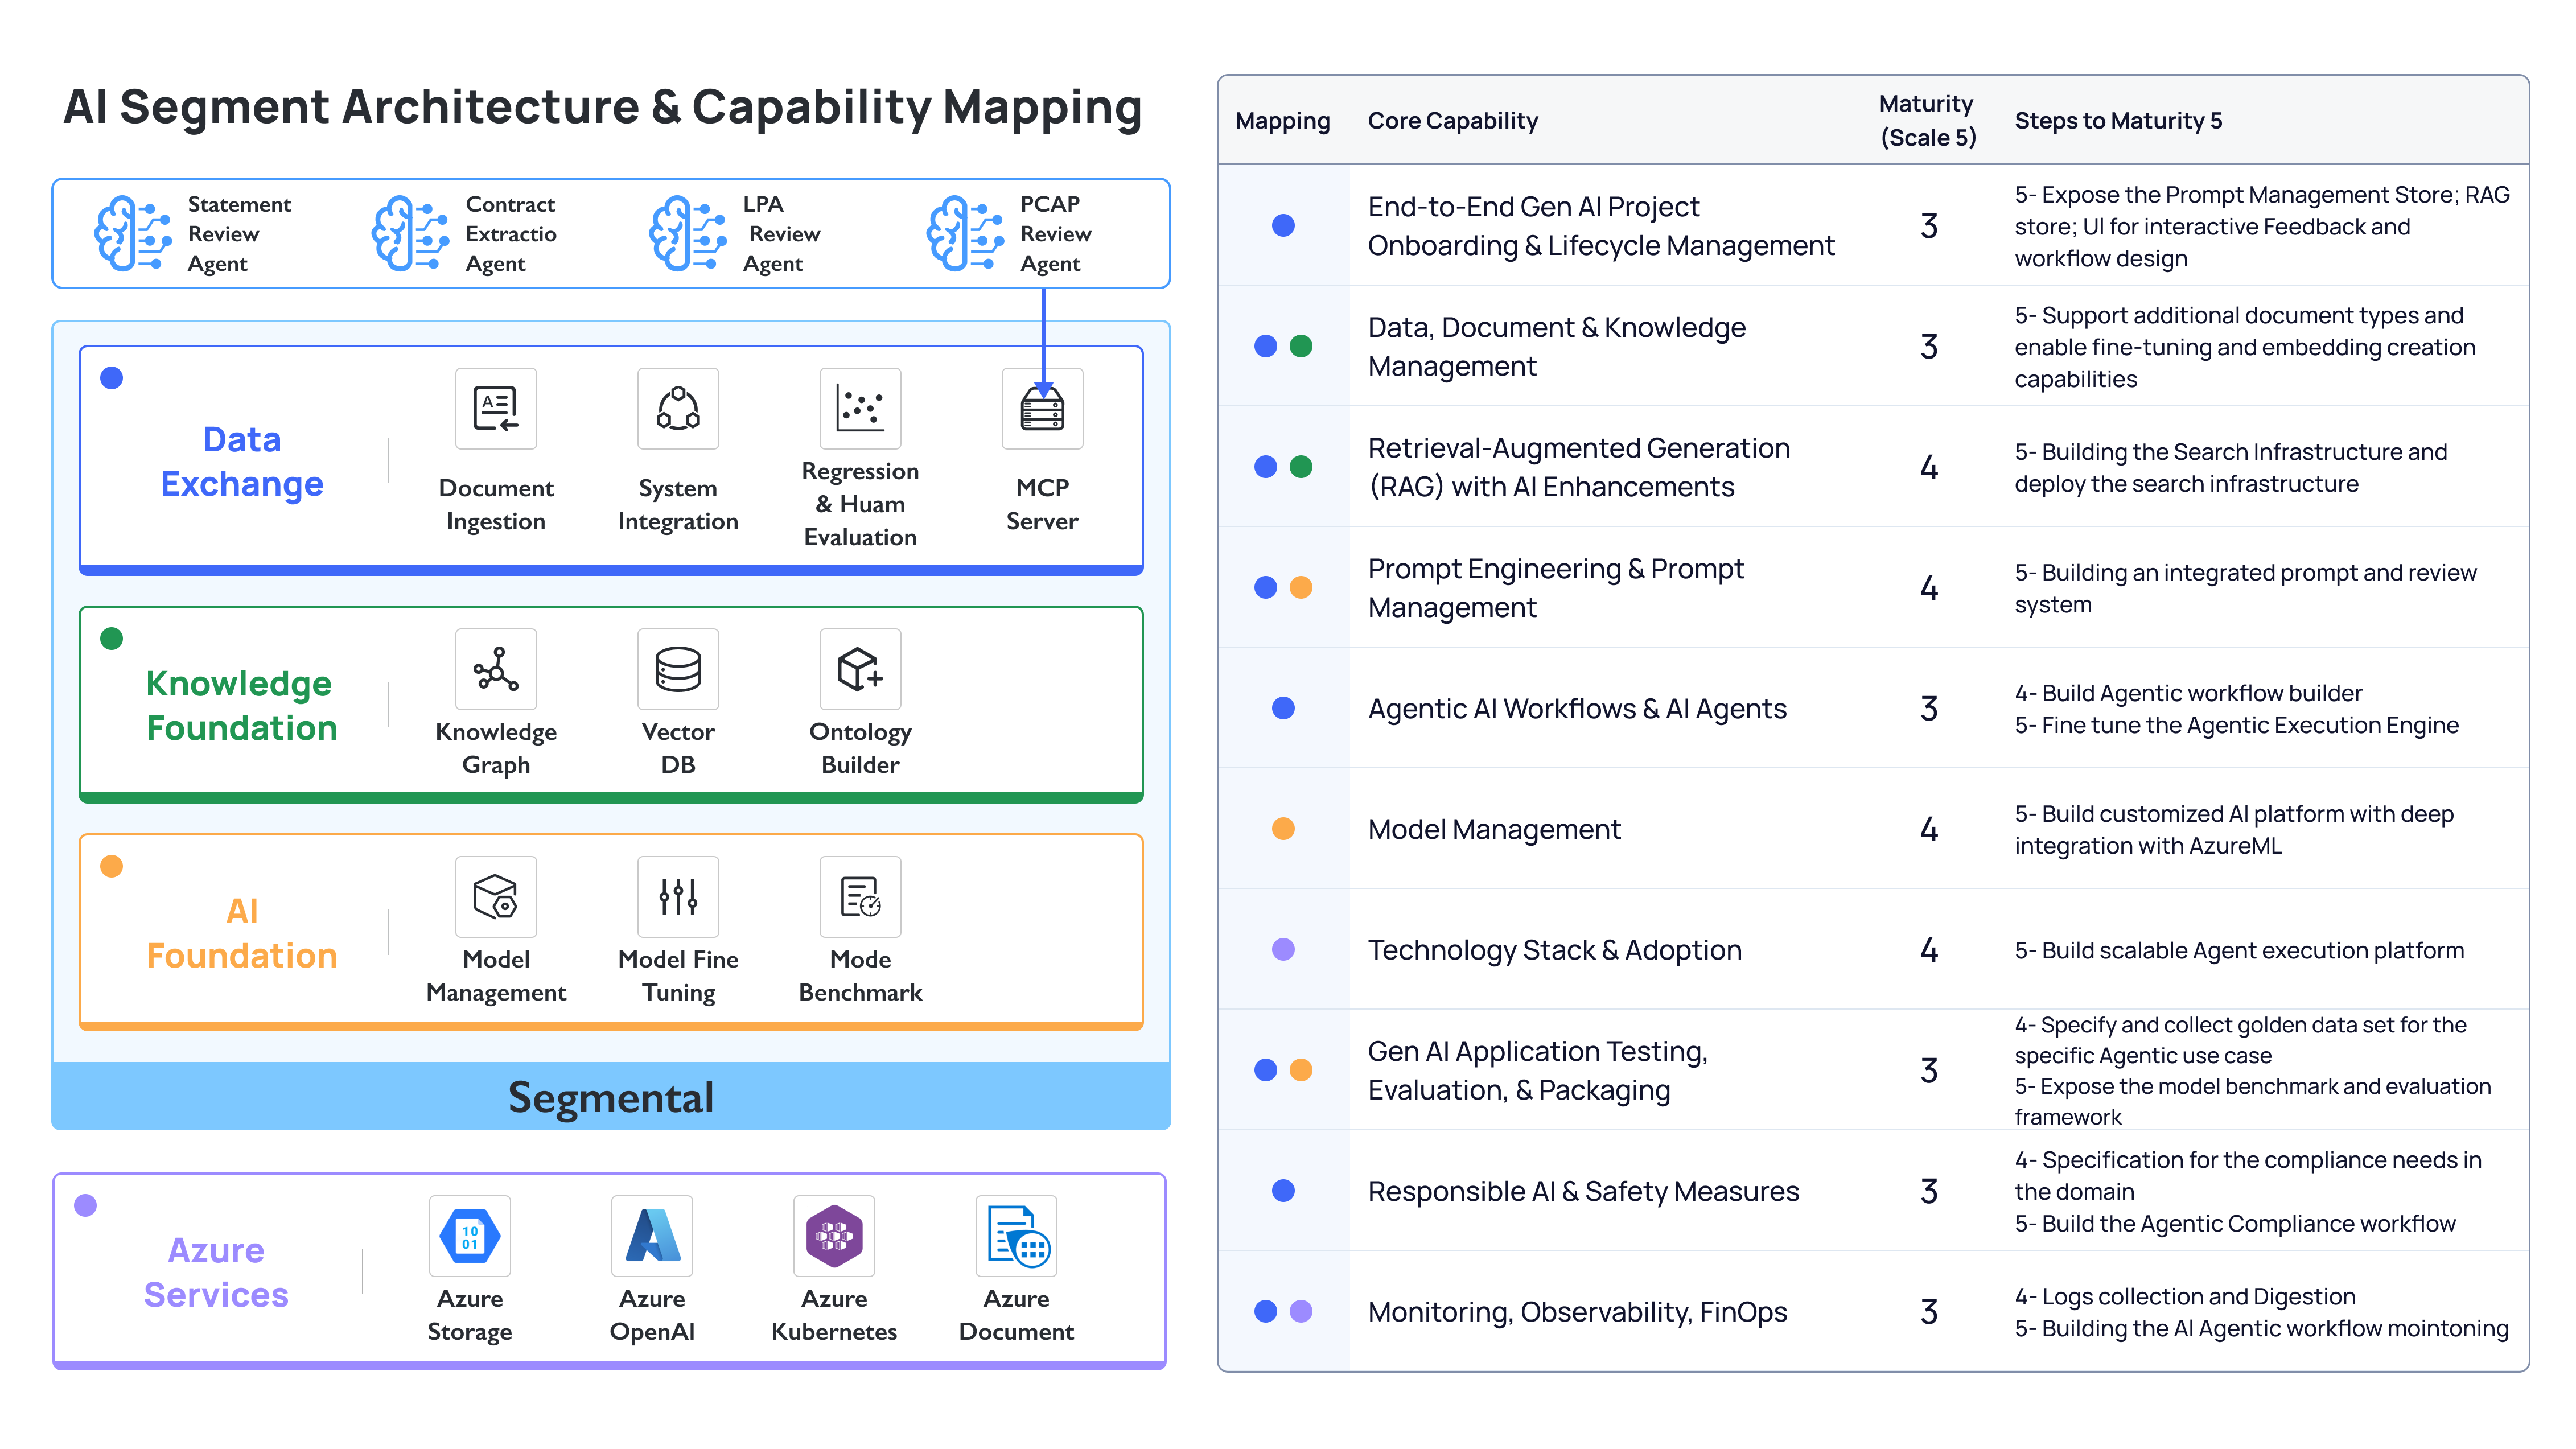 AI Segment Architecture & Capability Mapping
Statement
Review
Agent
Contract
Extractio
Agent
LPA
Review
Agent
PCAP
Review
Agent
Data
Exchange
A
Document
Ingestion
System
Integration
Regression
& Huam
Evaluation
MCP
Server
Knowledge
Foundation
Knowledge
Graph
Vector
DB
Ontology
Builder
AI
Foundation
Model
Management
Model Fine
Tuning
Mode
Benchmark
Segmental
Azure
Services
10
01
Azure
Storage
Azure
OpenAI
Azure
Kubernetes
Azure
Document
Mapping
Core Capability
Maturity
(Scale 5)
Steps to Maturity 5
End-to-End Gen AI Project
Onboarding & Lifecycle Management
3
5- Expose the Prompt Management Store; RAG
store; UI for interactive Feedback and
workflow design
Data, Document & Knowledge
Management
3
5- Support additional document types and
enable fine-tuning and embedding creation
capabilities
Retrieval-Augmented Generation
(RAG) with AI Enhancements
4
5- Building the Search Infrastructure and
deploy the search infrastructure
Prompt Engineering & Prompt
Management
4
5- Building an integrated prompt and review
system
Agentic AI Workflows & AI Agents
3
4- Build Agentic workflow builder
5- Fine tune the Agentic Execution Engine
Model Management
4
5- Build customized AI platform with deep
integration with AzureML
Technology Stack & Adoption
4
5- Build scalable Agent execution platform
Gen AI Application Testing,
Evaluation, & Packaging
3
4- Specify and collect golden data set for the
specific Agentic use case
5- Expose the model benchmark and evaluation
framework
Responsible AI & Safety Measures
3
4- Specification for the compliance needs in
the domain
5- Build the Agentic Compliance workflow
Monitoring, Observability, FinOps
3
4- Logs collection and Digestion
5- Building the AI Agentic workflow mointoning